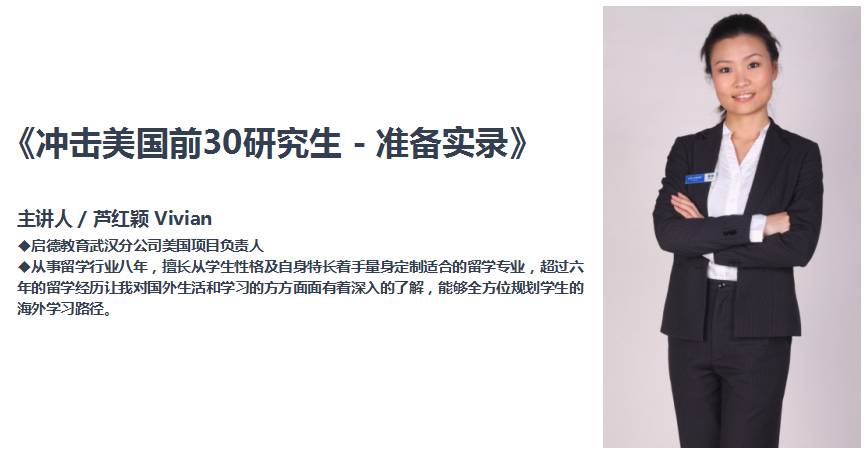 《冲击美国前30研究生 - 准备实录》
主讲人 / 芦红颖 Vivian
◆启德教育武汉分公司美国项目负责人
◆从事留学行业八年，擅长从学生性格及自身特长着手量身定制适合的留学专业，超过六
年的留学经历让我对国外生活和学习的方方面面有着深入的了解，能够全方位规划学生的
海外学习路径。